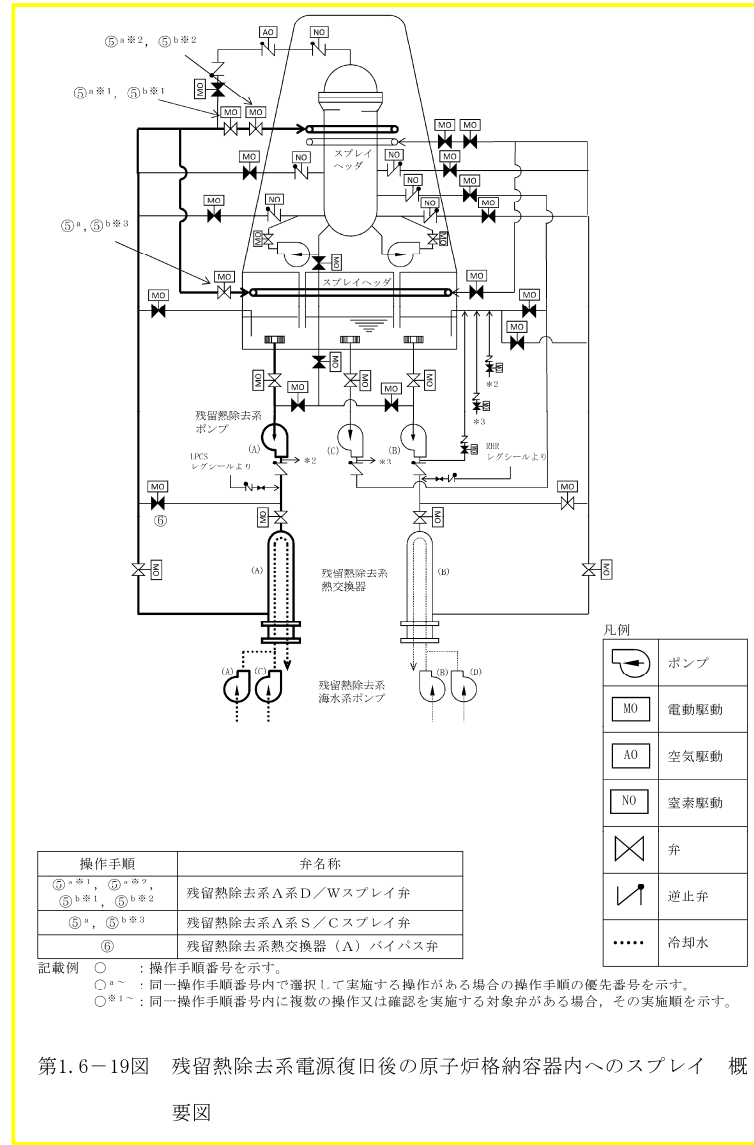 ⑤ᵃ※², ⑤ᵇ※²
AO
NO
MO
⑤ᵃ※¹, ⑤ᵇ※¹
MO
MO
MO
MO
スプレイ
ヘッダ
NO
NO
MO
MO
NO
MO
NO
NO
MO
MO
MO
MO
⑤ᵃ, ⑤ᵇ※³
MO
MO
スプレイヘッダ
MO
MO
MO
MO
MO
*2
MO
MO
MO
MO
MO
*3
残留熱除去系
ポンプ
(A)
(C)
(B)
LPCS
レグシールより
*2
*3
RHR
レグシールより
MO
⑥
MO
MO
MO
(A)
残留熱除去系
熱交換器
(B)
MO
MO
(A)
(C)
残留熱除去系
海水系ポンプ
(B)
(D)
凡例
ポンプ
MO 電動駆動
AO 空気駆動
NO 窒素駆動
弁
逆止弁
冷却水
操作手順 弁名称
⑤ᵃ※¹, ⑤ᵃ※²,
⑤ᵇ※¹, ⑤ᵇ※² 残留熱除去系A系D/Wスプレイ弁
⑤ᵃ, ⑤ᵇ※³ 残留熱除去系A系S/Cスプレイ弁
⑥ 残留熱除去系熱交換器(A)バイパス弁
記載例 ○ :操作手順番号を示す。
○ᵃ~ :同一操作手順番号内で選択して実施する操作がある場合の操作手順の優先番号を示す。
○※¹~:同一操作手順番号内に複数の操作又は確認を実施する対象弁がある場合,その実施順を示す。
第1.6-19図 残留熱除去系電源復旧後の原子炉格納容器内へのスプレイ 概
要図